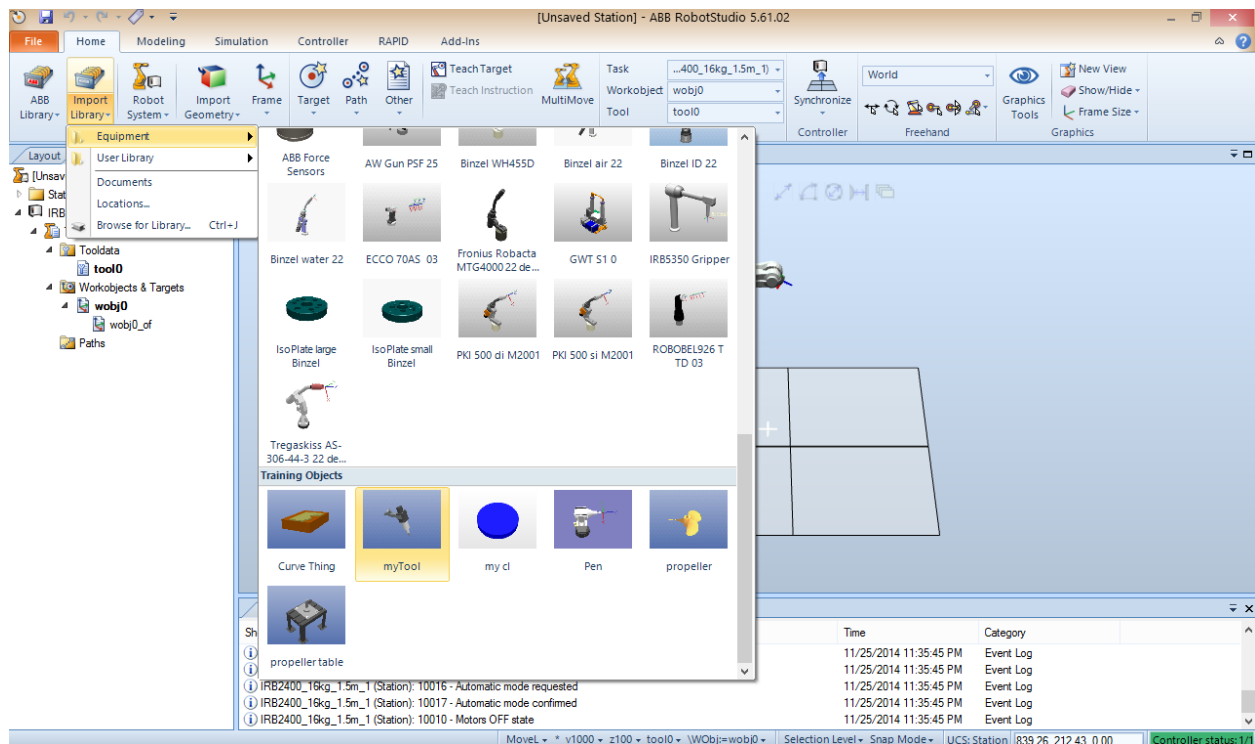 [Unsaved Station] - ABB RobotStudio 5.61.02
File Home Modeling Simulation Controller RAPID Add-Ins
ABB
Library
Import
Library
Robot
System
Import
Geometry
Frame
Target
Path
Other
Teach Target
Teach Instruction
MultiMove
Task ...400_16kg_1.5m_1)
Workobject wobj0
Tool tool0
Synchronize
Controller
World
Freehand
Graphics
Tools
New View
Show/Hide
Frame Size
Graphics
Equipment
User Library
Documents
Locations...
Browse for Library... Ctrl+J
Layout
[Unsav
Stat
IRB
Tooldata
tool0
Workobjects & Targets
wobj0
wobj0_of
Paths
ABB Force
Sensors
AW Gun PSF 25
Binzel WH455D
Binzel air 22
Binzel ID 22
Binzel water 22
ECCO 70AS 03
Fronius Robacta
MTG4000 22 de...
GWT S1 0
IRB5350 Gripper
IsoPlate large
Binzel
IsoPlate small
Binzel
PKI 500 di M2001
PKI 500 si M2001
ROBOBEL926 T
TD 03
Tregaskiss AS-
306-44-3 22 de...
Training Objects
Curve Thing
myTool
my cl
Pen
propeller
propeller table
Sh
Time Category
11/25/2014 11:35:45 PM Event Log
11/25/2014 11:35:45 PM Event Log
IRB2400_16kg_1.5m_1 (Station): 10016 - Automatic mode requested 11/25/2014 11:35:45 PM Event Log
IRB2400_16kg_1.5m_1 (Station): 10017 - Automatic mode confirmed 11/25/2014 11:35:45 PM Event Log
IRB2400_16kg_1.5m_1 (Station): 10010 - Motors OFF state 11/25/2014 11:35:45 PM Event Log
MoveL * v1000 z100 tool0 \WObj:=wobj0 Selection Level Snap Mode UCS: Station 839.26 212.43 0.00 Controller status: 1/1